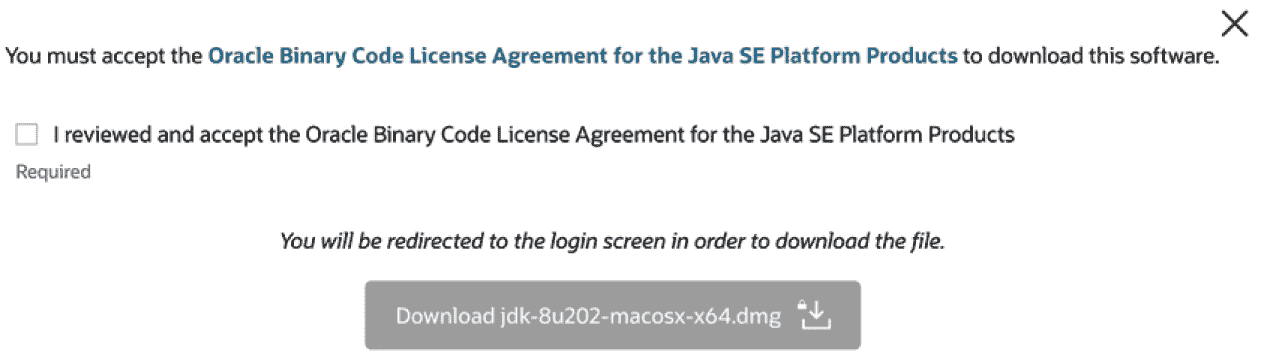 You must accept the Oracle Binary Code License Agreement for the Java SE Platform Products to download this software.
I reviewed and accept the Oracle Binary Code License Agreement for the Java SE Platform Products
Required
You will be redirected to the login screen in order to download the file.
Download jdk-8u202-macosx-x64.dmg